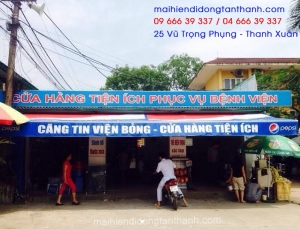 maihiendidongtanthanh.com
09 666 39 337 / 04 666 39 337
25 Vũ Trọng Phụng - Thanh Xuân
CỬA HÀNG TIỆN ÍCH PHỤC VỤ BỆNH VIỆN
CĂNG TIN VIỆN BỎNG - CỬA HÀNG TIỆN ÍCH
pepsi
maihiendidongtanthanh.com